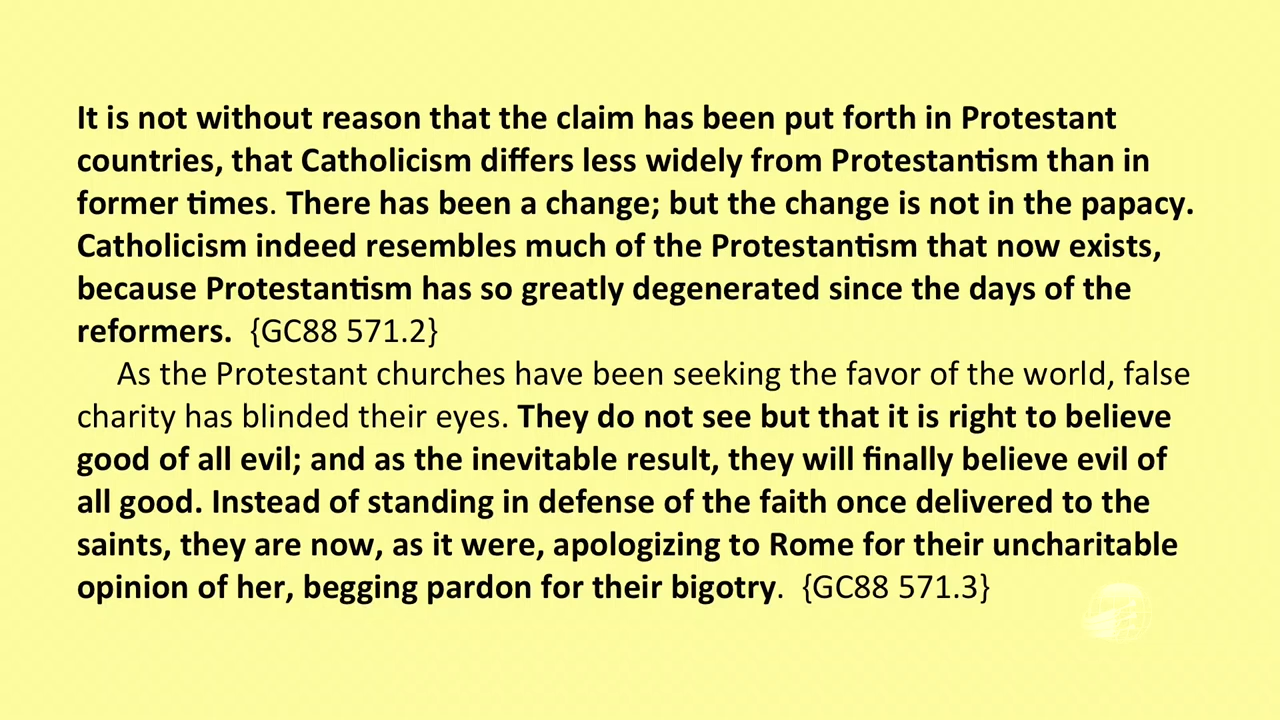 It is not without reason that the claim has been put forth in Protestant
countries, that Catholicism differs less widely from Protestantism than in
former times. There has been a change; but the change is not in the papacy.
Catholicism indeed resembles much of the Protestantism that now exists,
because Protestantism has so greatly degenerated since the days of the
reformers. {GC88 571.2}
As the Protestant churches have been seeking the favor of the world, false
charity has blinded their eyes. They do not see but that it is right to believe
good of all evil; and as the inevitable result, they will finally believe evil of
all good. Instead of standing in defense of the faith once delivered to the
saints, they are now, as it were, apologizing to Rome for their uncharitable
opinion of her, begging pardon for their bigotry. {GC88 571.3}